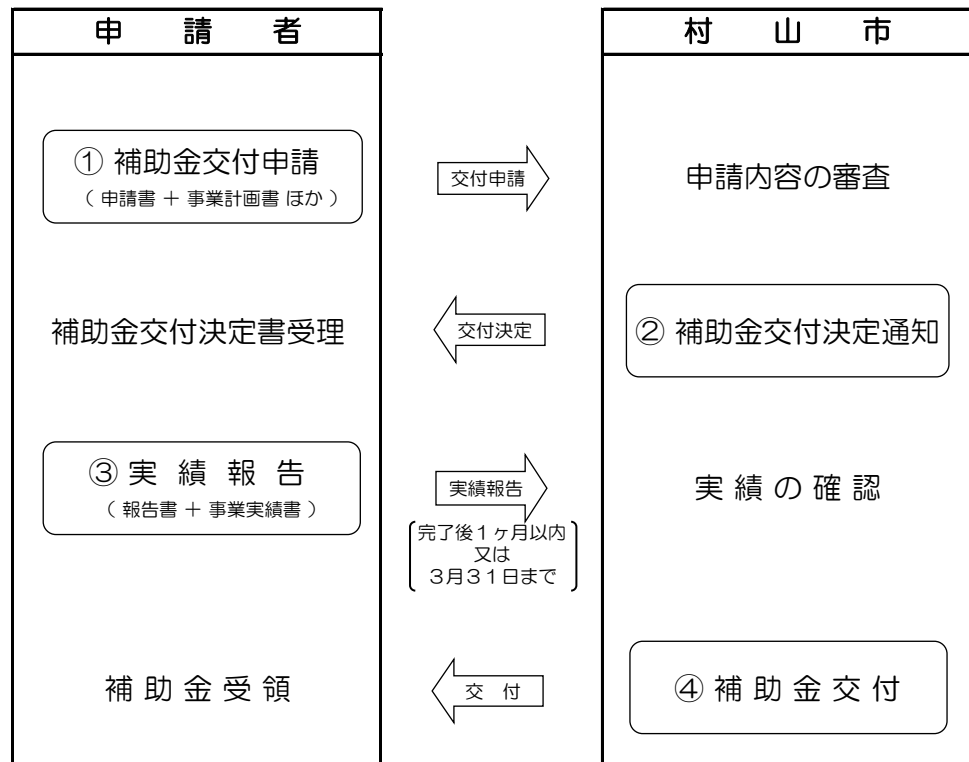 申請者
村山市
① 補助金交付申請
（ 申請書 ＋ 事業計画書 ほか ）
交付申請
申請内容の審査
補助金交付決定書受理
交付決定
② 補助金交付決定通知
③ 実績報告
（ 報告書 ＋ 事業実績書 ）
実績報告
完了後１ヶ月以内
又は
３月３１日まで
実績の確認
補助金受領
交付
④ 補助金交付